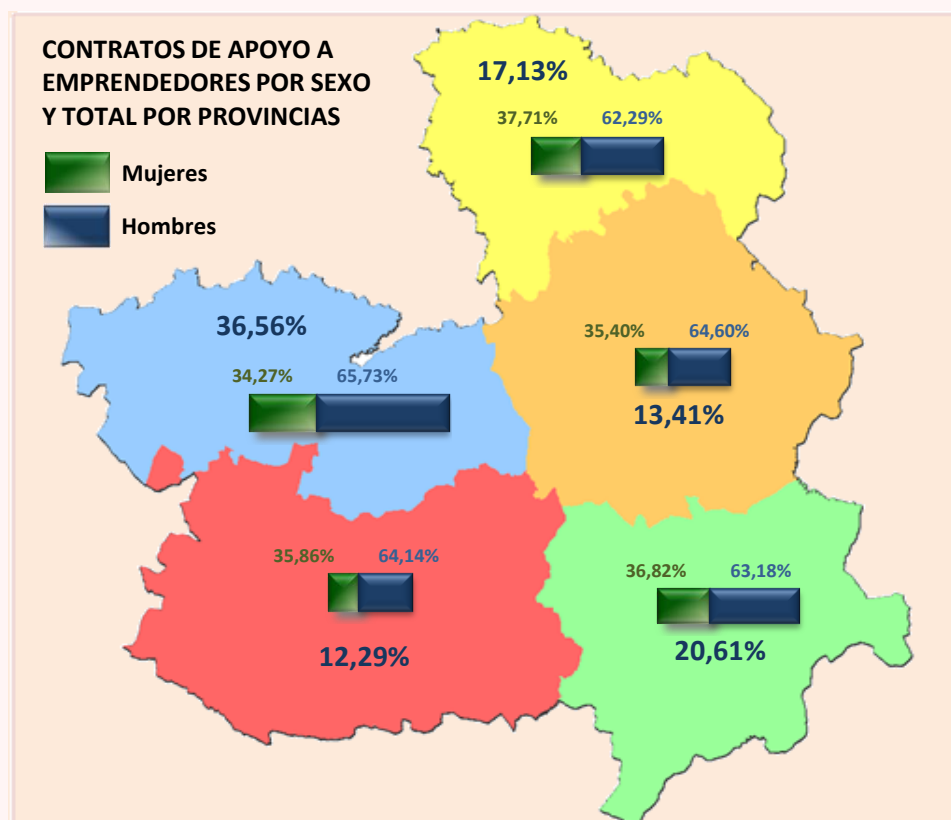 CONTRATOS DE APOYO A
EMPRENDEDORES POR SEXO
Y TOTAL POR PROVINCIAS
Mujeres
Hombres
17,13%
37,71% 62,29%
36,56%
34,27% 65,73%
35,40% 64,60%
13,41%
35,86% 64,14%
12,29%
36,82% 63,18%
20,61%